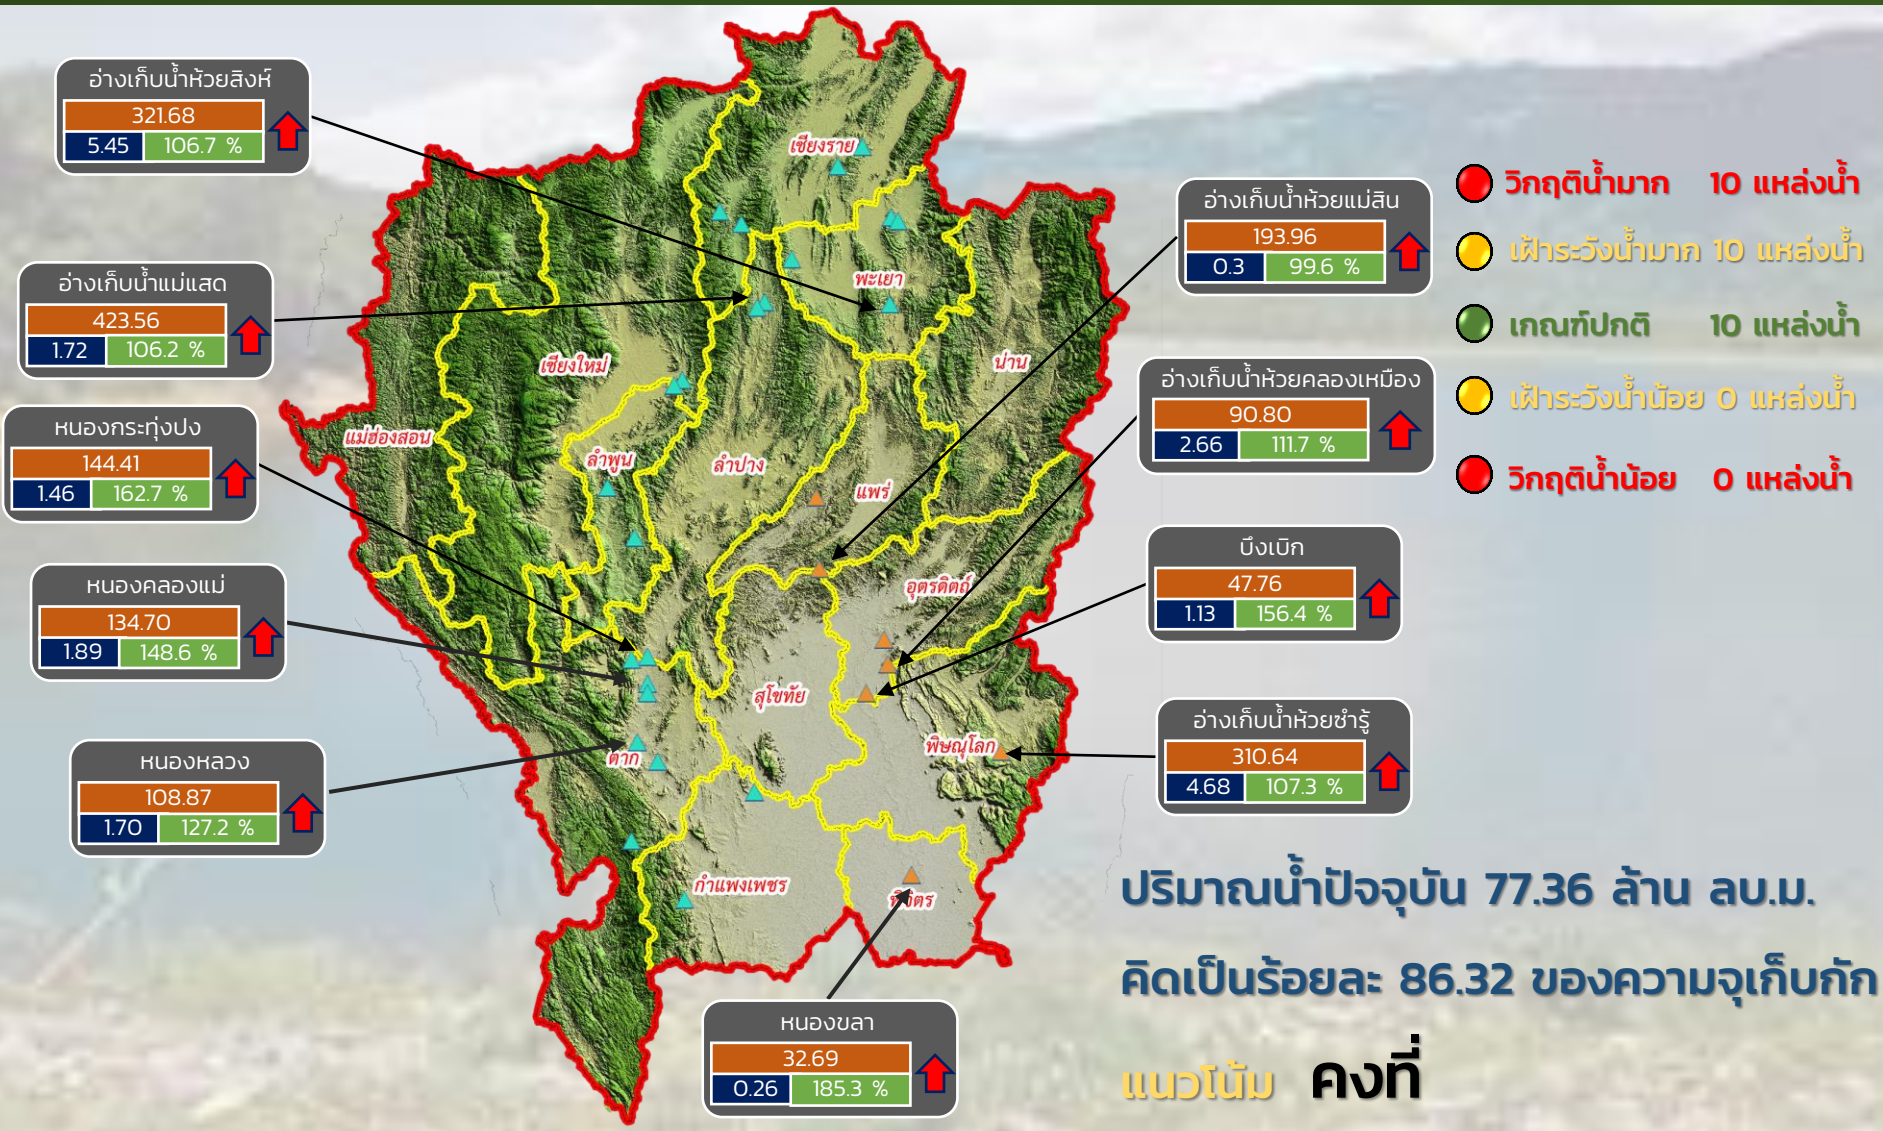 อ่างเก็บน้ำห้วยสิงห์
321.68
5.45 106.7 %
อ่างเก็บน้ำแม่แสด
423.56
1.72 106.2 %
หนองกระทุ่งปง
144.41
1.46 162.7 %
หนองคลองแม่
134.70
1.89 148.6 %
หนองหลวง
108.87
1.70 127.2 %
เชียงราย
พะเยา
น่าน
เชียงใหม่
แม่ฮ่องสอน
ลำพูน
ลำปาง
แพร่
อุตรดิตถ์
สุโขทัย
ตาก
พิษณุโลก
กำแพงเพชร
พิจิตร
หนองขลา
32.69
0.26 185.3 %
อ่างเก็บน้ำห้วยแม่สิน
193.96
0.3 99.6 %
อ่างเก็บน้ำห้วยคลองเหมือง
90.80
2.66 111.7 %
บึงเบิก
47.76
1.13 156.4 %
อ่างเก็บน้ำห้วยซำรู้
310.64
4.68 107.3 %
วิกฤติน้ำมาก 10 แหล่งน้ำ
เฝ้าระวังน้ำมาก 10 แหล่งน้ำ
เกณฑ์ปกติ 10 แหล่งน้ำ
เฝ้าระวังน้ำน้อย 0 แหล่งน้ำ
วิกฤติน้ำน้อย 0 แหล่งน้ำ
ปริมาณน้ำปัจจุบัน 77.36 ล้าน ลบ.ม.
คิดเป็นร้อยละ 86.32 ของความจุเก็บกัก
แนวโน้ม คงที่